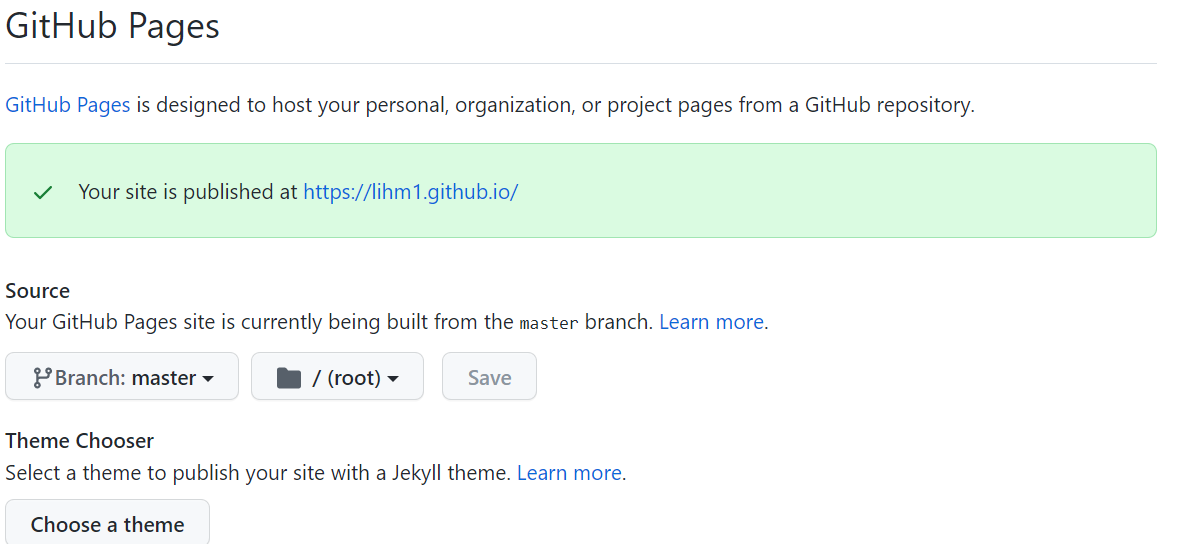 GitHub Pages
GitHub Pages is designed to host your personal, organization, or project pages from a GitHub repository.
Your site is published at https://lihm1.github.io/
Source
Your GitHub Pages site is currently being built from the master branch. Learn more.
Branch: master / (root) Save
Theme Chooser
Select a theme to publish your site with a Jekyll theme. Learn more.
Choose a theme